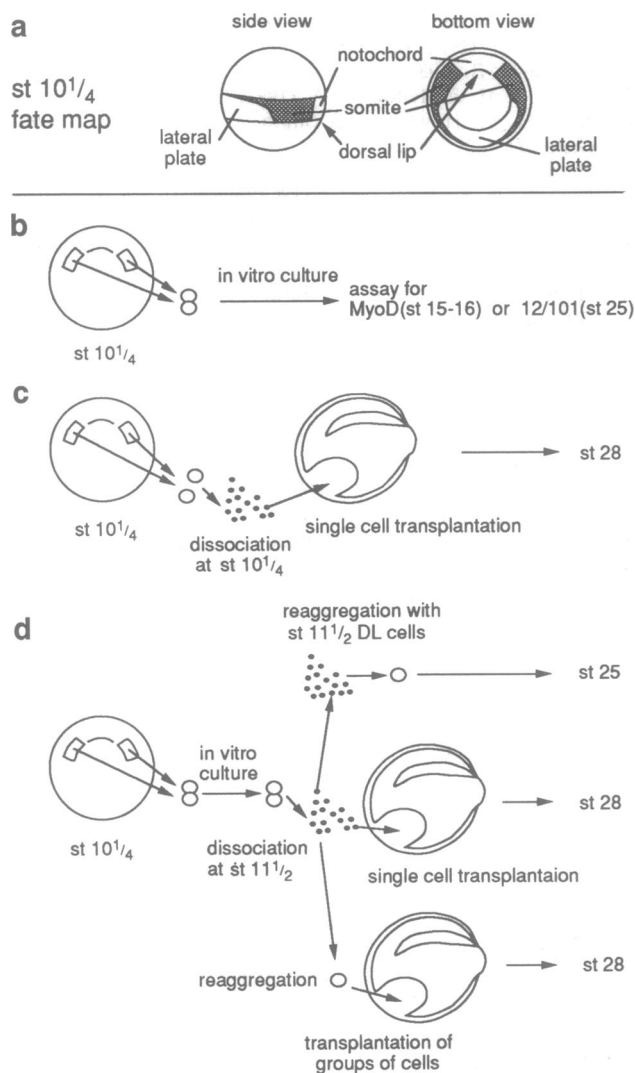 a
side view
bottom view
st 10 1/4
fate map
notochord
somite
lateral
plate
dorsal lip
lateral
plate
b
in vitro culture
assay for
MyoD(st 15-16) or 12/101(st 25)
st 10 1/4
c
st 28
st 10 1/4
single cell transplantation
dissociation
at st 10 1/4
d
reaggregation with
st 11 1/2 DL cells
st 25
in vitro
culture
st 28
st 10 1/4
dissociation
at st 11 1/2
single cell transplantaion
st 28
reaggregation
transplantation of
groups of cells